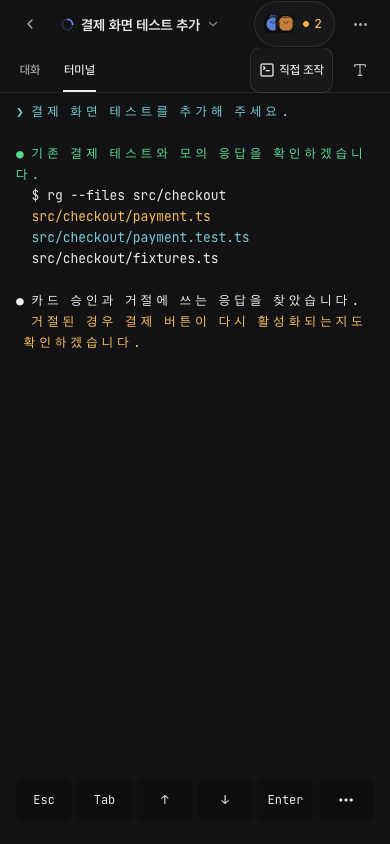 결제 화면 테스트 추가
2
대화
터미널
직접 조작
❯ 결제 화면 테스트를 추가해 주세요.
● 기존 결제 테스트와 모의 응답을 확인하겠습니
다.
$ rg --files src/checkout
src/checkout/payment.ts
src/checkout/payment.test.ts
src/checkout/fixtures.ts
● 카드 승인과 거절에 쓰는 응답을 찾았습니다.
거절된 경우 결제 버튼이 다시 활성화되는지도
확인하겠습니다.
Esc
Tab
↑
↓
Enter
•••